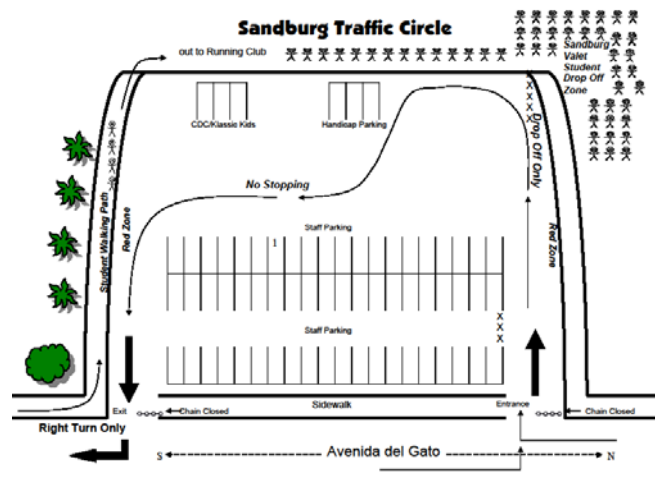 Sandburg Traffic Circle
out to Running Club
Sandburg
Valet
Student
Drop Off
Zone
X
X
X
X
CDC/Klassic Kids
Handicap Parking
Drop Off Only
No Stopping
Student Walking Path
Red Zone
Red Zone
Staff Parking
1
Staff Parking
X
X
X
Sidewalk
Exit
Chain Closed
Entrance
Chain Closed
Right Turn Only
S
Avenida del Gato
N